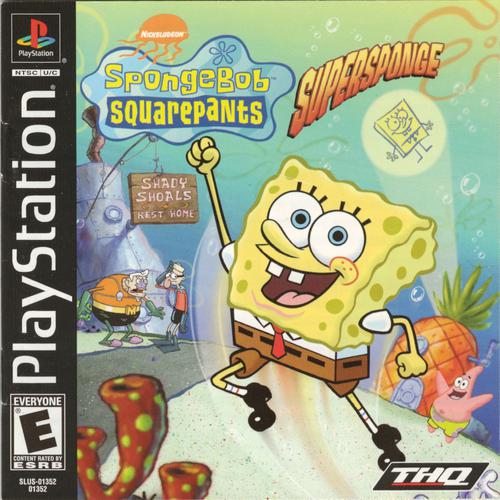 PlayStation
NTSC U/C
PlayStation
NICKELODEON
SpongeBob
SQUAREPANTS
SUPERSPONGE
SHADY
SHOALS
REST HOME
M
EVERYONE
E
CONTENT RATED BY
ESRB
SLUS-01352
01352
THQ